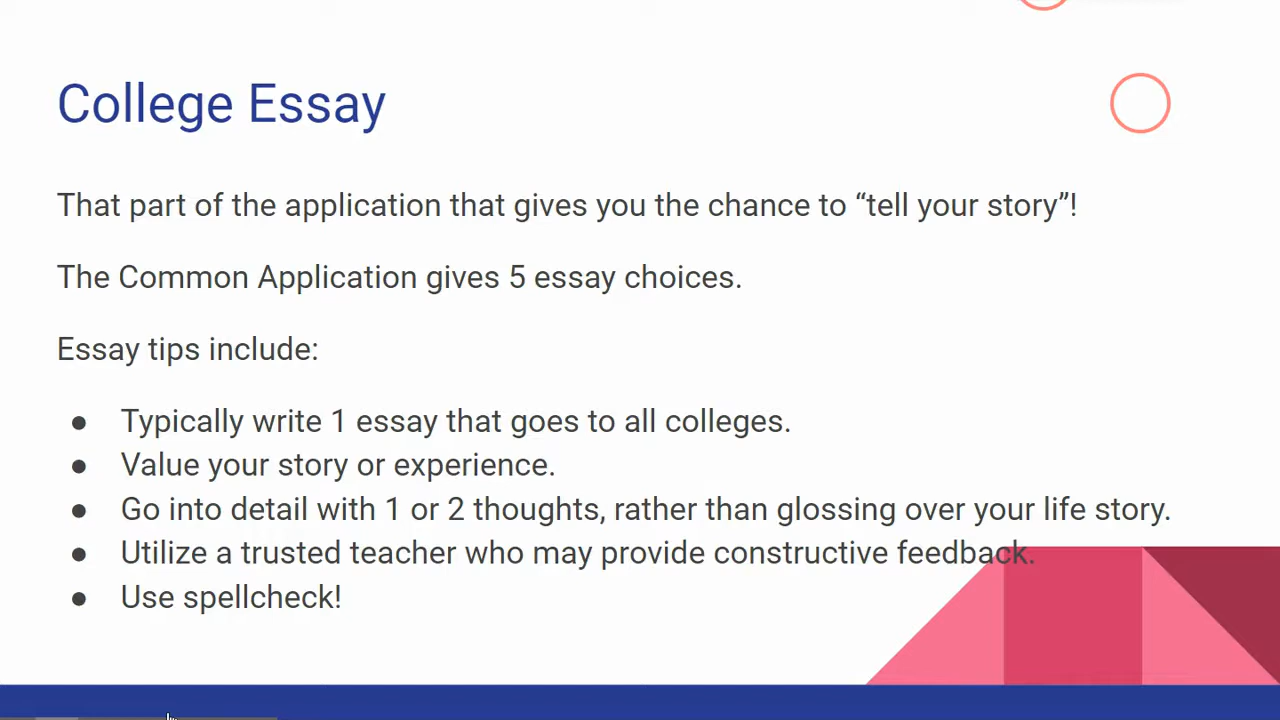 College Essay
That part of the application that gives you the chance to “tell your story”!
The Common Application gives 5 essay choices.
Essay tips include:
● Typically write 1 essay that goes to all colleges.
● Value your story or experience.
● Go into detail with 1 or 2 thoughts, rather than glossing over your life story.
● Utilize a trusted teacher who may provide constructive feedback.
● Use spellcheck!